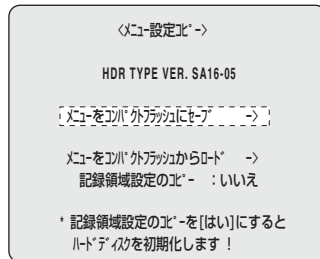 <メニュー設定コピー>
HDR TYPE VER. SA16-05
メニューをコンパクトフラッシュにセーブ ->
メニューをコンパクトフラッシュからロード ->
記録領域設定のコピー :いいえ
* 記録領域設定のコピーを[はい]にすると
ハードディスクを初期化します!